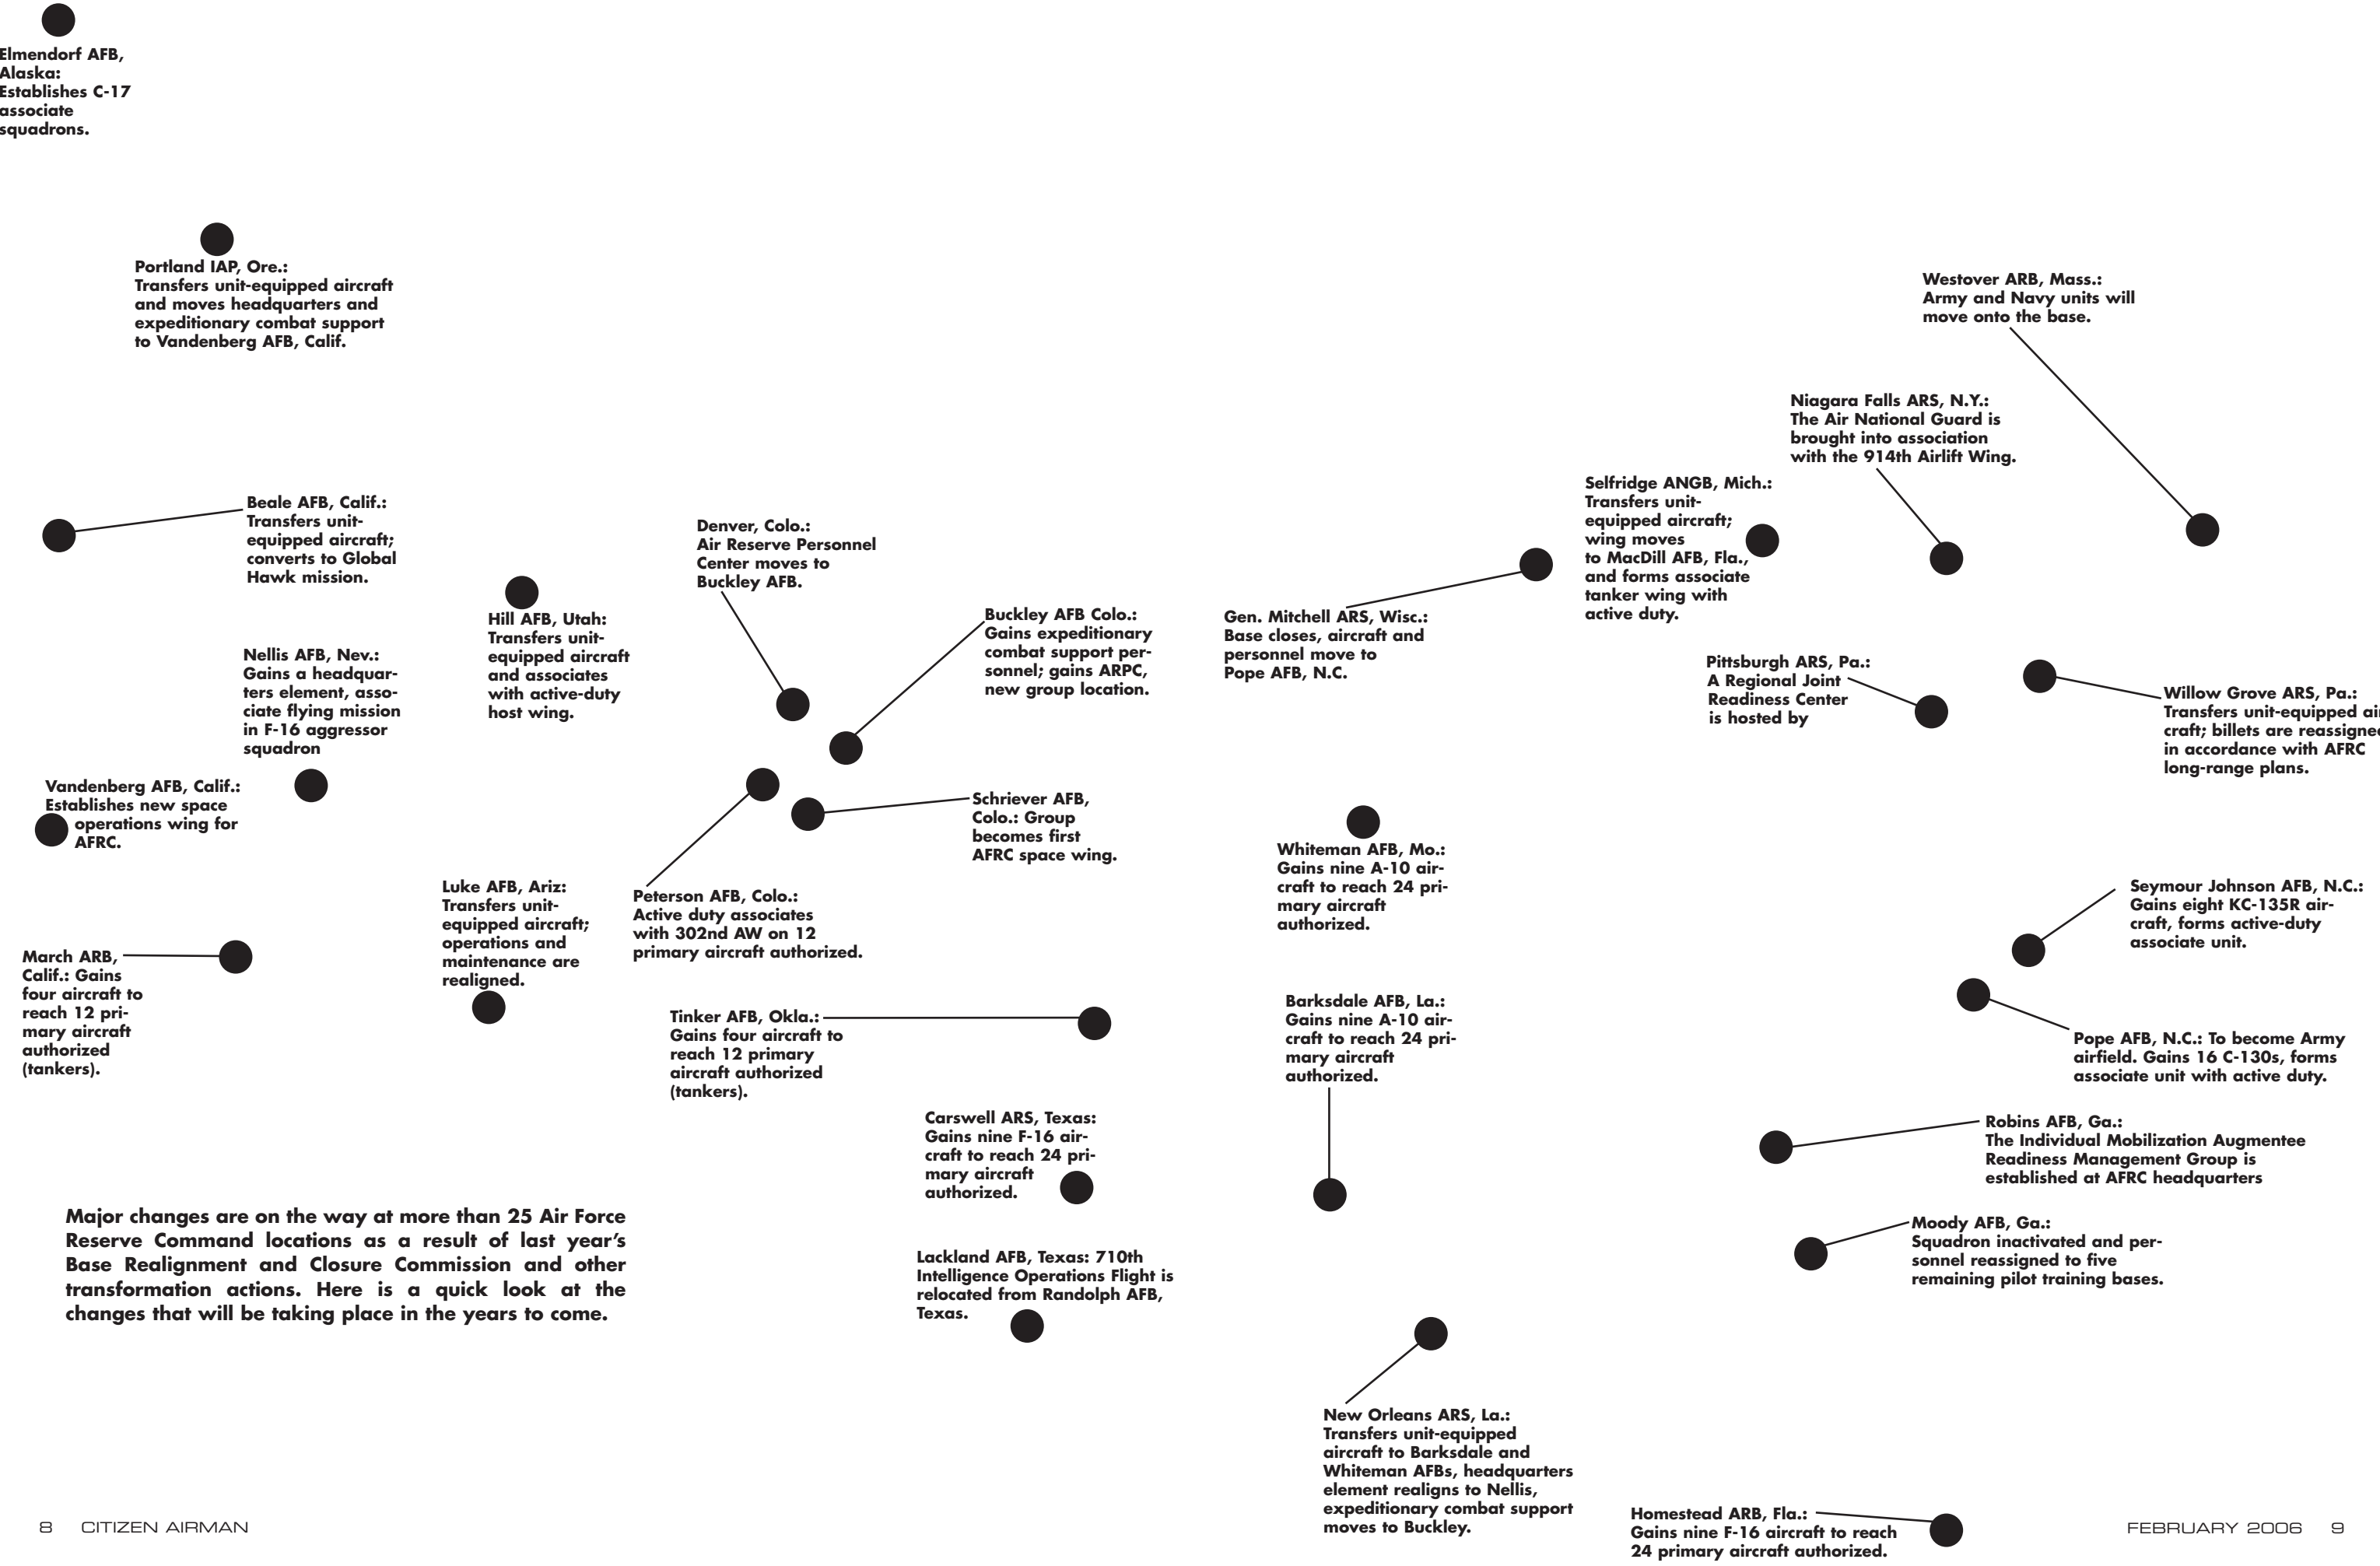 Elmendorf AFB,
Alaska:
Establishes C-17
associate
squadrons.
Portland IAP, Ore.:
Transfers unit-equipped aircraft
and moves headquarters and
expeditionary combat support
to Vandenberg AFB, Calif.
Beale AFB, Calif.:
Transfers unit-
equipped aircraft;
converts to Global
Hawk mission.
Nellis AFB, Nev.:
Gains a headquar-
ters element, asso-
ciate flying mission
in F-16 aggressor
squadron
Vandenberg AFB, Calif.:
Establishes new space
operations wing for
AFRC.
March ARB,
Calif.: Gains
four aircraft to
reach 12 pri-
mary aircraft
authorized
(tankers).
Hill AFB, Utah:
Transfers unit-
equipped aircraft
and associates
with active-duty
host wing.
Luke AFB, Ariz:
Transfers unit-
equipped aircraft;
operations and
maintenance are
realigned.
Denver, Colo.:
Air Reserve Personnel
Center moves to
Buckley AFB.
Buckley AFB Colo.:
Gains expeditionary
combat support per-
sonnel; gains ARPC,
new group location.
Schriever AFB,
Colo.: Group
becomes first
AFRC space wing.
Peterson AFB, Colo.:
Active duty associates
with 302nd AW on 12
primary aircraft authorized.
Tinker AFB, Okla.:
Gains four aircraft to
reach 12 primary
aircraft authorized
(tankers).
Carswell ARS, Texas:
Gains nine F-16 air-
craft to reach 24 pri-
mary aircraft
authorized.
Lackland AFB, Texas: 710th
Intelligence Operations Flight is
relocated from Randolph AFB,
Texas.
Major changes are on the way at more than 25 Air Force
Reserve Command locations as a result of last year’s
Base Realignment and Closure Commission and other
transformation actions. Here is a quick look at the
changes that will be taking place in the years to come.
8 CITIZEN AIRMAN
Westover ARB, Mass.:
Army and Navy units will
move onto the base.
Niagara Falls ARS, N.Y.:
The Air National Guard is
brought into association
with the 914th Airlift Wing.
Selfridge ANGB, Mich.:
Transfers unit-
equipped aircraft;
wing moves
to MacDill AFB, Fla.,
and forms associate
tanker wing with
active duty.
Gen. Mitchell ARS, Wisc.:
Base closes, aircraft and
personnel move to
Pope AFB, N.C.
Pittsburgh ARS, Pa.:
A Regional Joint
Readiness Center
is hosted by
Willow Grove ARS, Pa.:
Transfers unit-equipped air
craft; billets are reassigned
in accordance with AFRC
long-range plans.
Whiteman AFB, Mo.:
Gains nine A-10 air-
craft to reach 24 pri-
mary aircraft
authorized.
Seymour Johnson AFB, N.C.:
Gains eight KC-135R air-
craft, forms active-duty
associate unit.
Barksdale AFB, La.:
Gains nine A-10 air-
craft to reach 24 pri-
mary aircraft
authorized.
Pope AFB, N.C.: To become Army
airfield. Gains 16 C-130s, forms
associate unit with active duty.
Robins AFB, Ga.:
The Individual Mobilization Augmentee
Readiness Management Group is
established at AFRC headquarters
Moody AFB, Ga.:
Squadron inactivated and per-
sonnel reassigned to five
remaining pilot training bases.
New Orleans ARS, La.:
Transfers unit-equipped
aircraft to Barksdale and
Whiteman AFBs, headquarters
element realigns to Nellis,
expeditionary combat support
moves to Buckley.
Homestead ARB, Fla.:
Gains nine F-16 aircraft to reach
24 primary aircraft authorized.
FEBRUARY 2006 9